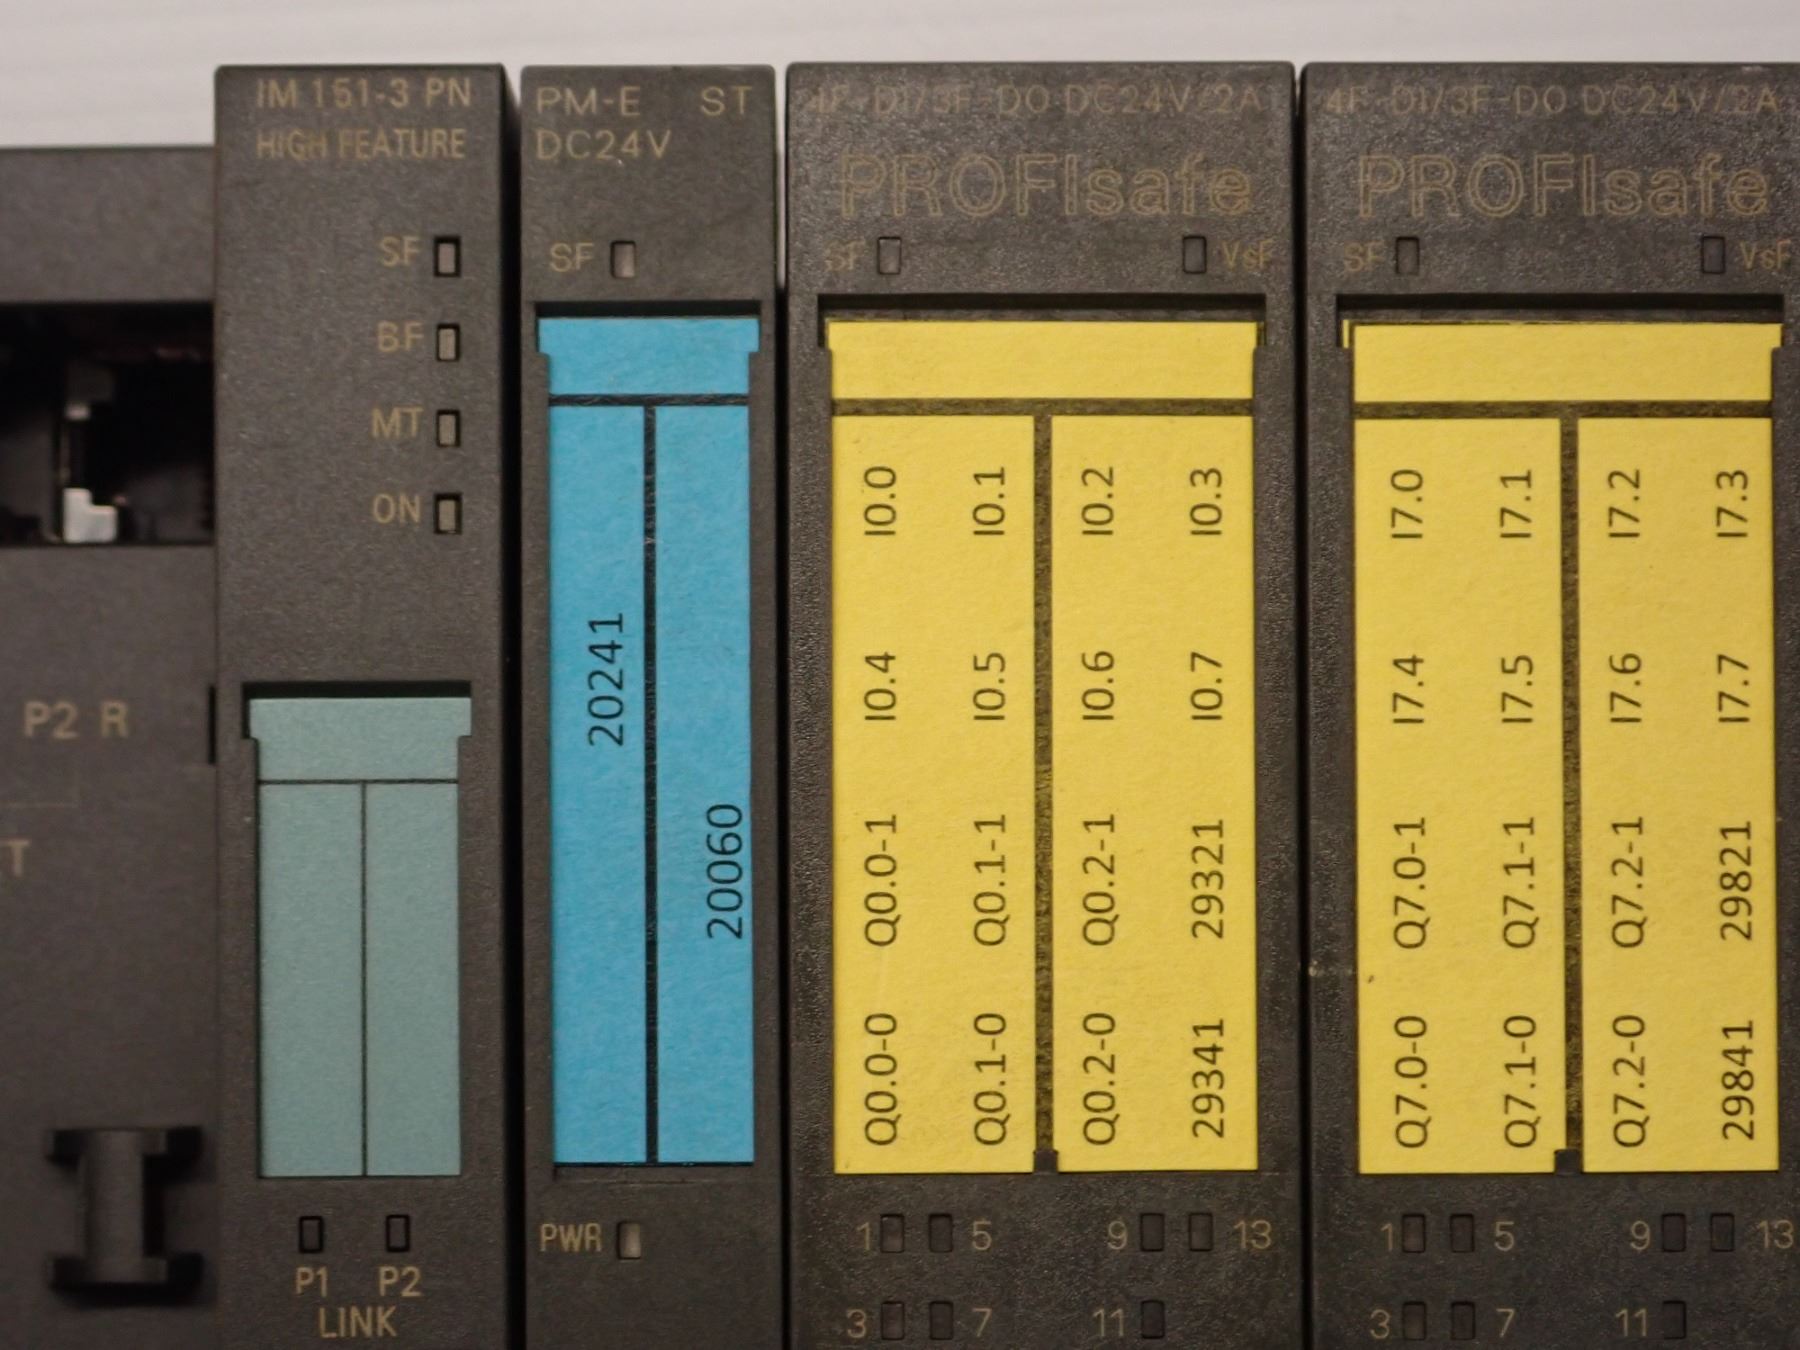 P2 R
T
IM 151-3 PN
HIGH FEATURE
SF
BF
MT
ON
P1 P2
LINK
PM-E ST
DC24V
SF
20241
20060
PWR
4F-DI/3F-DO DC24V/2A
PROFIsafe
SF VsF
I0.0 I0.1 I0.2 I0.3
I0.4 I0.5 I0.6 I0.7
Q0.0-1 Q0.1-1 Q0.2-1 29321
Q0.0-0 Q0.1-0 Q0.2-0 29341
1 5 9 13
3 7 11
4F-DI/3F-DO DC24V/2A
PROFIsafe
SF VsF
I7.0 I7.1 I7.2 I7.3
I7.4 I7.5 I7.6 I7.7
Q7.0-1 Q7.1-1 Q7.2-1 29821
Q7.0-0 Q7.1-0 Q7.2-0 29841
1 5 9 13
3 7 11